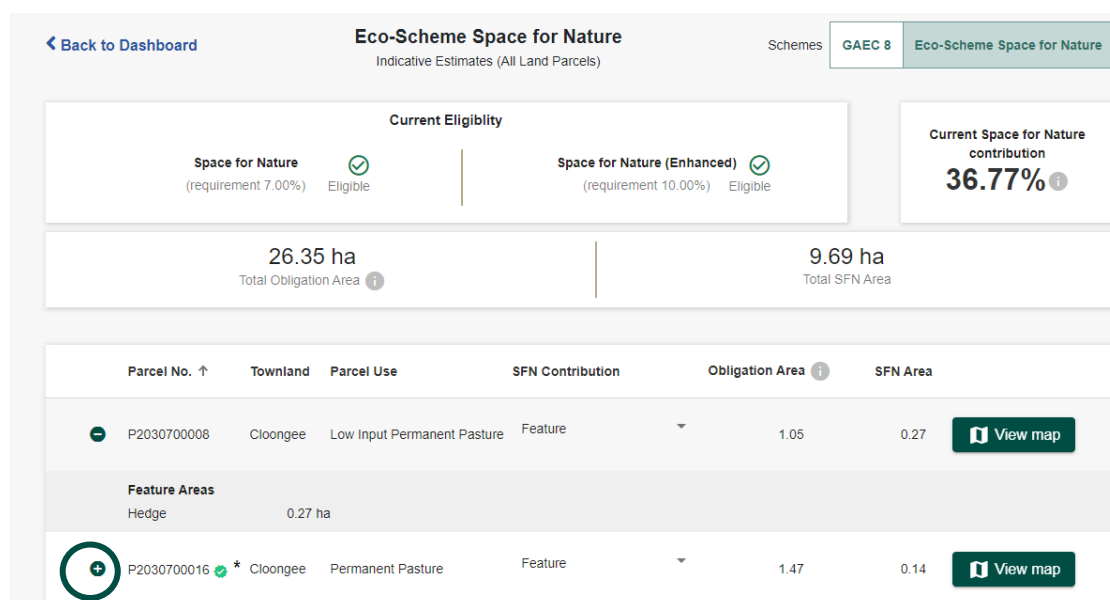 Back to Dashboard
Eco-Scheme Space for Nature
Indicative Estimates (All Land Parcels)
Schemes GAEC 8 Eco-Scheme Space for Nature
Current Eligiblity
Space for Nature
(requirement 7.00%) Eligible
Space for Nature (Enhanced)
(requirement 10.00%) Eligible
Current Space for Nature
contribution
36.77% i
26.35 ha
Total Obligation Area i
9.69 ha
Total SFN Area
Parcel No. ↑ Townland Parcel Use SFN Contribution Obligation Area i SFN Area
P2030700008 Cloongee Low Input Permanent Pasture Feature 1.05 0.27 View map
Feature Areas
Hedge 0.27 ha
P2030700016 * Cloongee Permanent Pasture Feature 1.47 0.14 View map